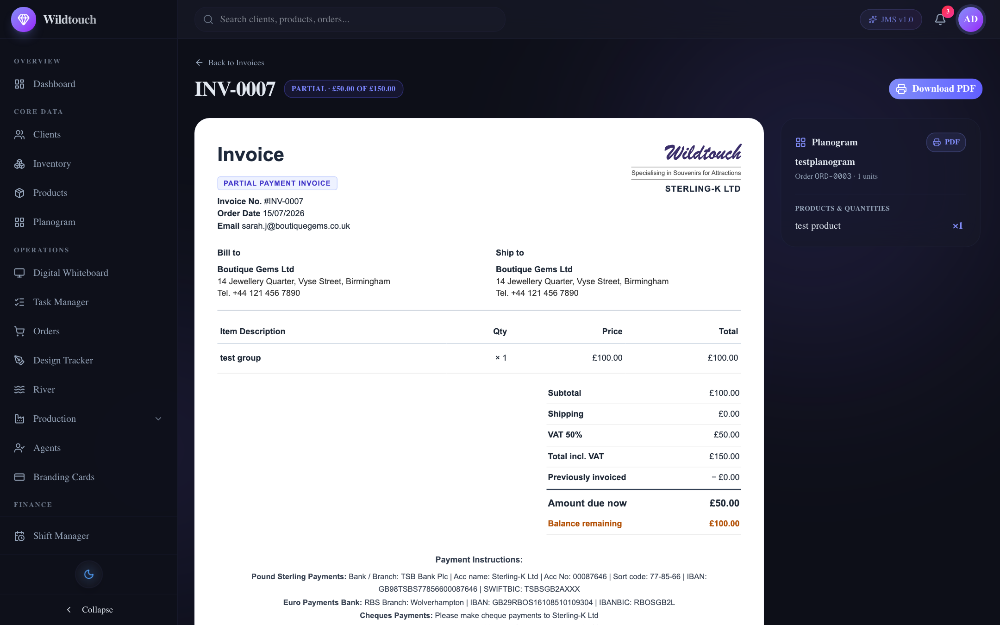 Wildtouch
Search clients, products, orders...
JMS v1.0
3
AD
OVERVIEW
Dashboard
CORE DATA
Clients
Inventory
Products
Planogram
OPERATIONS
Digital Whiteboard
Task Manager
Orders
Design Tracker
River
Production
Agents
Branding Cards
FINANCE
Shift Manager
Collapse
Back to Invoices
INV-0007
PARTIAL · £50.00 OF £150.00
Download PDF
Invoice
PARTIAL PAYMENT INVOICE
Invoice No. #INV-0007
Order Date 15/07/2026
Email sarah.j@boutiquegems.co.uk
Wildtouch
Specialising in Souvenirs for Attractions
STERLING-K LTD
Bill to
Boutique Gems Ltd
14 Jewellery Quarter, Vyse Street, Birmingham
Tel. +44 121 456 7890
Ship to
Boutique Gems Ltd
14 Jewellery Quarter, Vyse Street, Birmingham
Tel. +44 121 456 7890
Item Description Qty Price Total
test group × 1 £100.00 £100.00
Subtotal £100.00
Shipping £0.00
VAT 50% £50.00
Total incl. VAT £150.00
Previously invoiced − £0.00
Amount due now £50.00
Balance remaining £100.00
Payment Instructions:
Pound Sterling Payments: Bank / Branch: TSB Bank Plc | Acc name: Sterling-K Ltd | Acc No: 00087646 | Sort code: 77-85-66 | IBAN:
GB98TSBS77856600087646 | SWIFTBIC: TSBSGB2AXXX
Euro Payments Bank: RBS Branch: Wolverhampton | IBAN: GB29RBOS16108510109304 | IBANBIC: RBOSGB2L
Cheques Payments: Please make cheque payments to Sterling-K Ltd
Planogram
PDF
testplanogram
Order ORD-0003 · 1 units
PRODUCTS & QUANTITIES
test product ×1